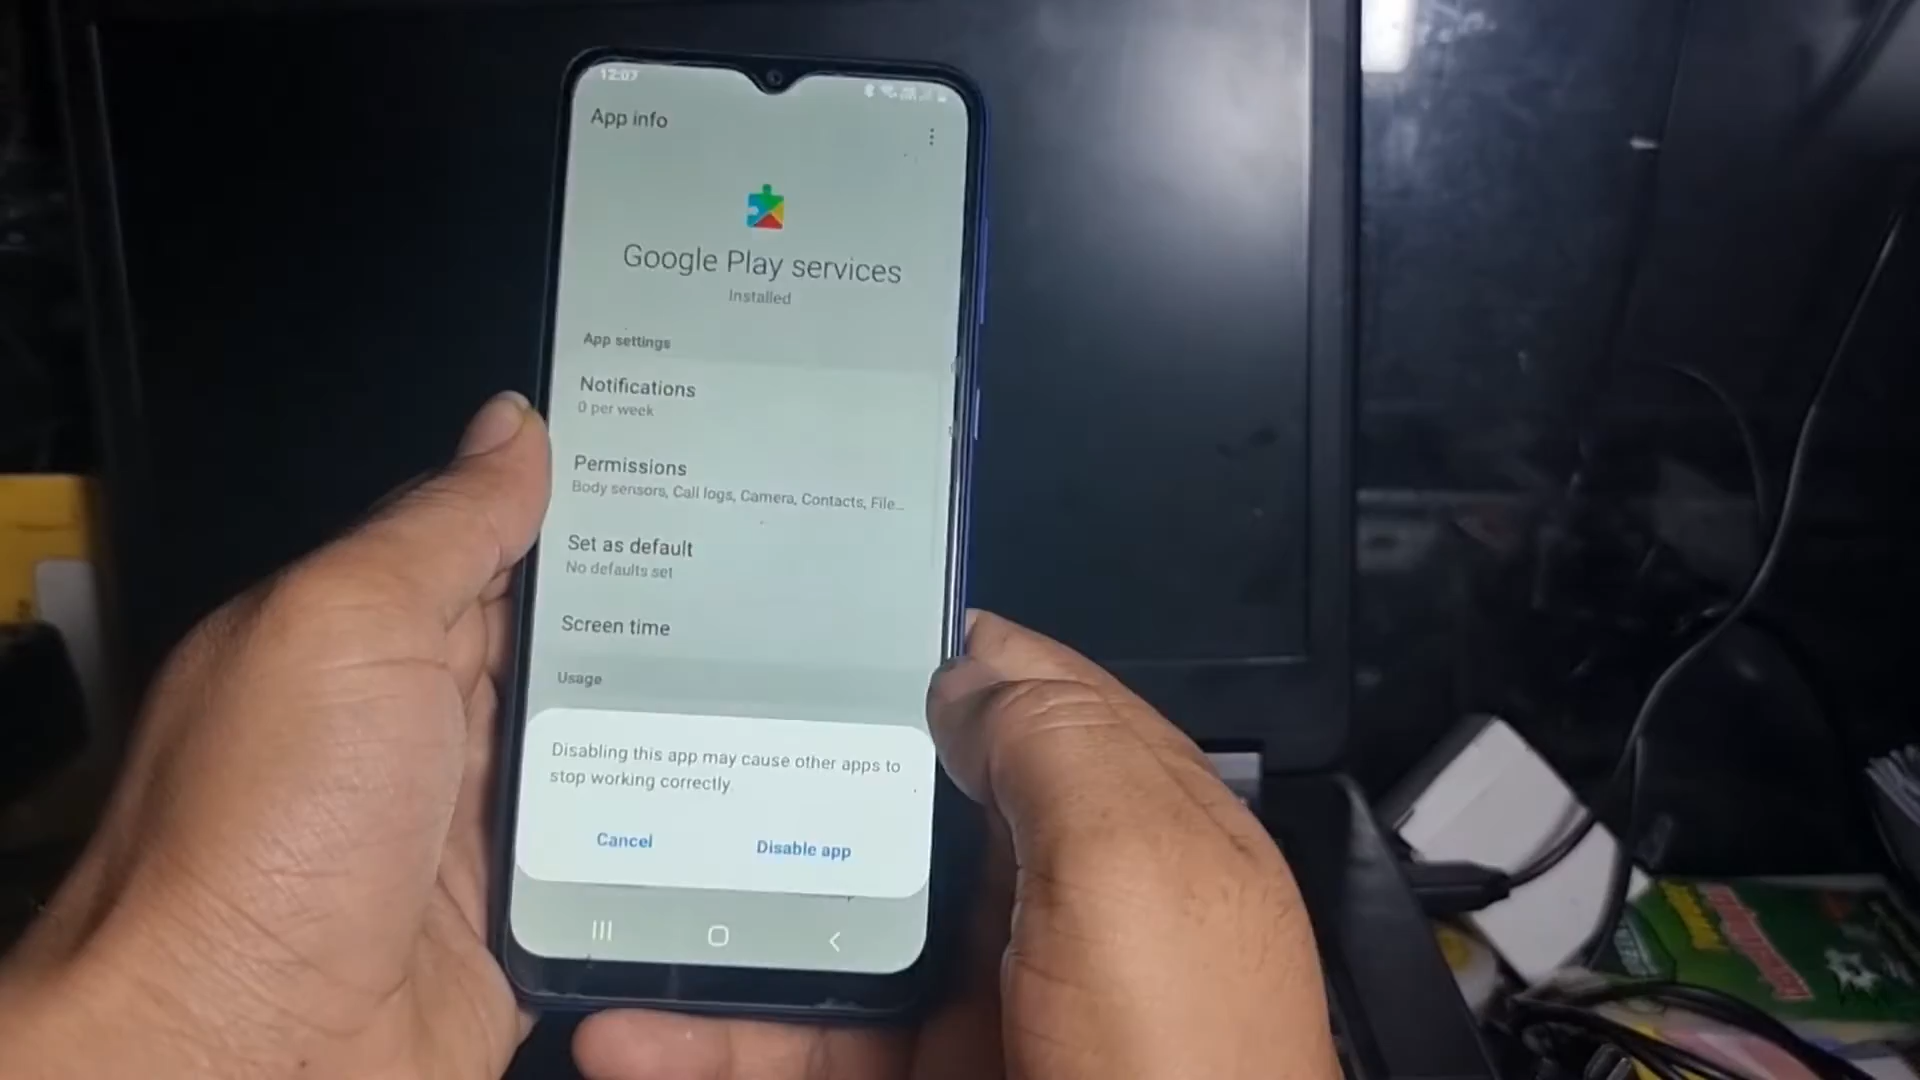 12:07
App info
Google Play services
Installed
App settings
Notifications
0 per week
Permissions
Body sensors, Call logs, Camera, Contacts, File...
Set as default
No defaults set
Screen time
Usage
Disabling this app may cause other apps to
stop working correctly.
Cancel
Disable app